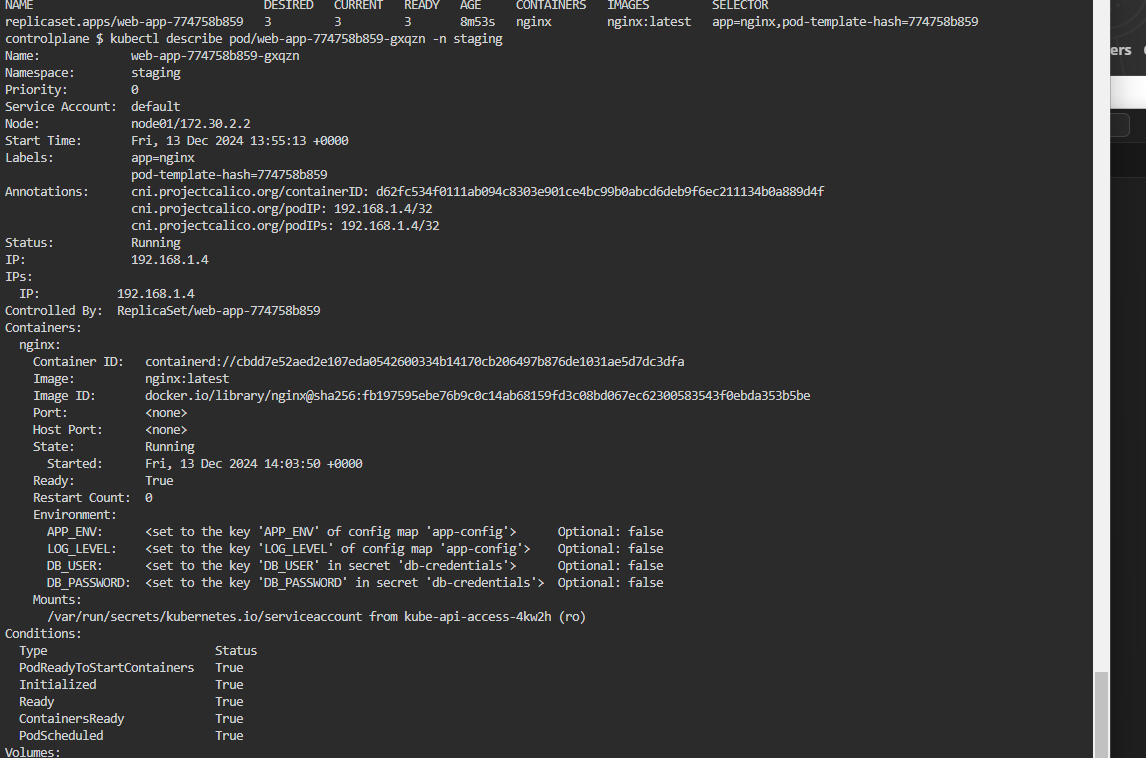 NAME DESIRED CURRENT READY AGE CONTAINERS IMAGES SELECTOR
replicaset.apps/web-app-774758b859 3 3 3 8m53s nginx nginx:latest app=nginx,pod-template-hash=774758b859
controlplane $ kubectl describe pod/web-app-774758b859-gxqzn -n staging
Name: web-app-774758b859-gxqzn
Namespace: staging
Priority: 0
Service Account: default
Node: node01/172.30.2.2
Start Time: Fri, 13 Dec 2024 13:55:13 +0000
Labels: app=nginx
pod-template-hash=774758b859
Annotations: cni.projectcalico.org/containerID: d62fc534f0111ab094c8303e901ce4bc99b0abcd6deb9f6ec211134b0a889d4f
cni.projectcalico.org/podIP: 192.168.1.4/32
cni.projectcalico.org/podIPs: 192.168.1.4/32
Status: Running
IP: 192.168.1.4
IPs:
IP: 192.168.1.4
Controlled By: ReplicaSet/web-app-774758b859
Containers:
nginx:
Container ID: containerd://cbdd7e52aed2e107eda0542600334b14170cb206497b876de1031ae5d7dc3dfa
Image: nginx:latest
Image ID: docker.io/library/nginx@sha256:fb197595ebe76b9c0c14ab68159fd3c08bd067ec62300583543f0ebda353b5be
Port: <none>
Host Port: <none>
State: Running
Started: Fri, 13 Dec 2024 14:03:50 +0000
Ready: True
Restart Count: 0
Environment:
APP_ENV: <set to the key 'APP_ENV' of config map 'app-config'> Optional: false
LOG_LEVEL: <set to the key 'LOG_LEVEL' of config map 'app-config'> Optional: false
DB_USER: <set to the key 'DB_USER' in secret 'db-credentials'> Optional: false
DB_PASSWORD: <set to the key 'DB_PASSWORD' in secret 'db-credentials'> Optional: false
Mounts:
/var/run/secrets/kubernetes.io/serviceaccount from kube-api-access-4kw2h (ro)
Conditions:
Type Status
PodReadyToStartContainers True
Initialized True
Ready True
ContainersReady True
PodScheduled True
Volumes: